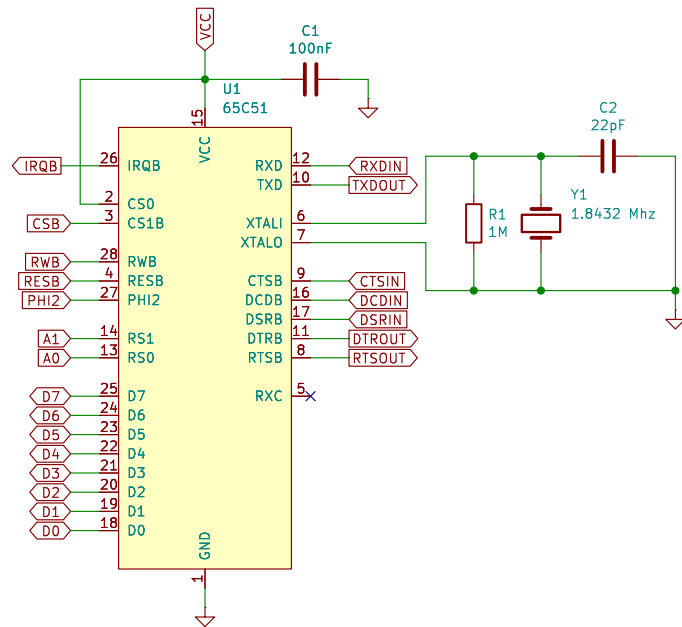 VCC
C1
100nF
U1
65C51
15
VCC
C2
22pF
IRQB
26
IRQB
RXD
12
RXDIN
TXD
10
TXDOUT
2
CS0
CSB
3
CS1B
XTALI
6
R1
1M
Y1
1.8432 Mhz
XTALO
7
RWB
28
RWB
RESB
4
RESB
CTSB
9
CTSIN
PHI2
27
PHI2
DCDB
16
DCDIN
DSRB
17
DSRIN
A1
14
RS1
DTRB
11
DTROUT
A0
13
RS0
RTSB
8
RTSOUT
D7
25
D7
RXC
5
D6
24
D6
D5
23
D5
D4
22
D4
D3
21
D3
D2
20
D2
D1
19
D1
D0
18
D0
GND
1